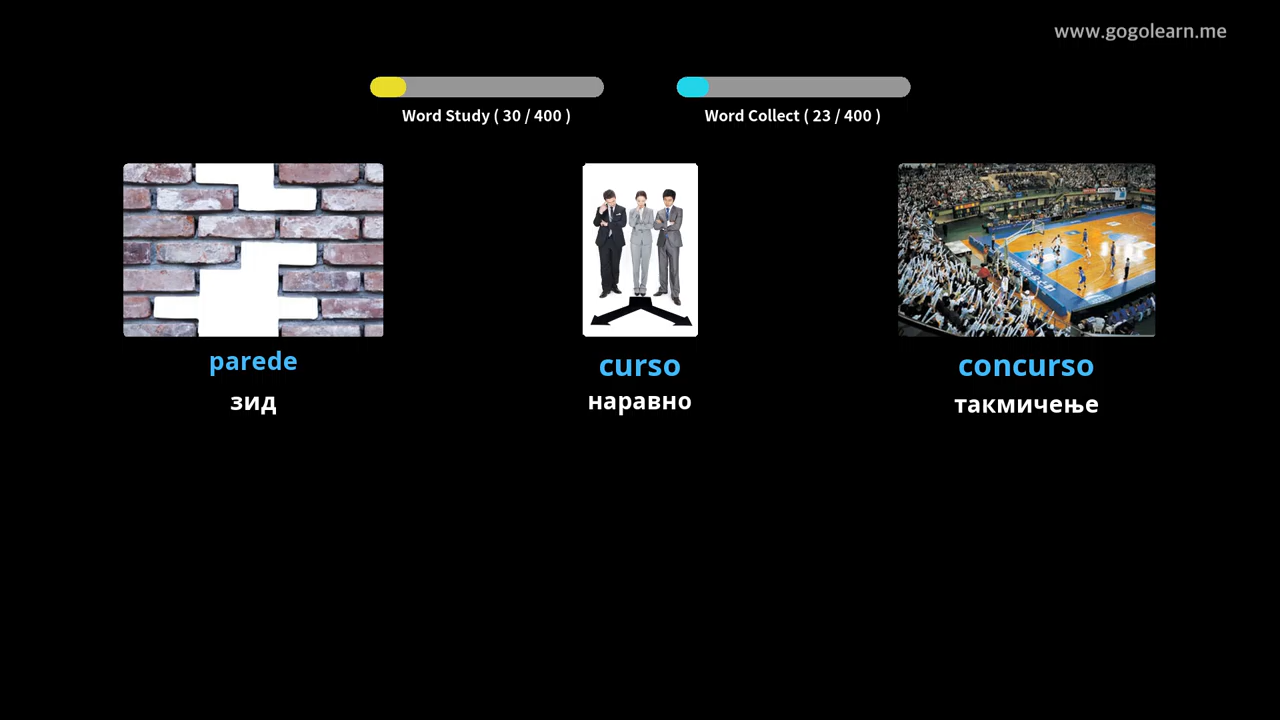 www.gogolearn.me
Word Study ( 30 / 400 )
Word Collect ( 23 / 400 )
parede
зид
curso
наравно
concurso
такмичење